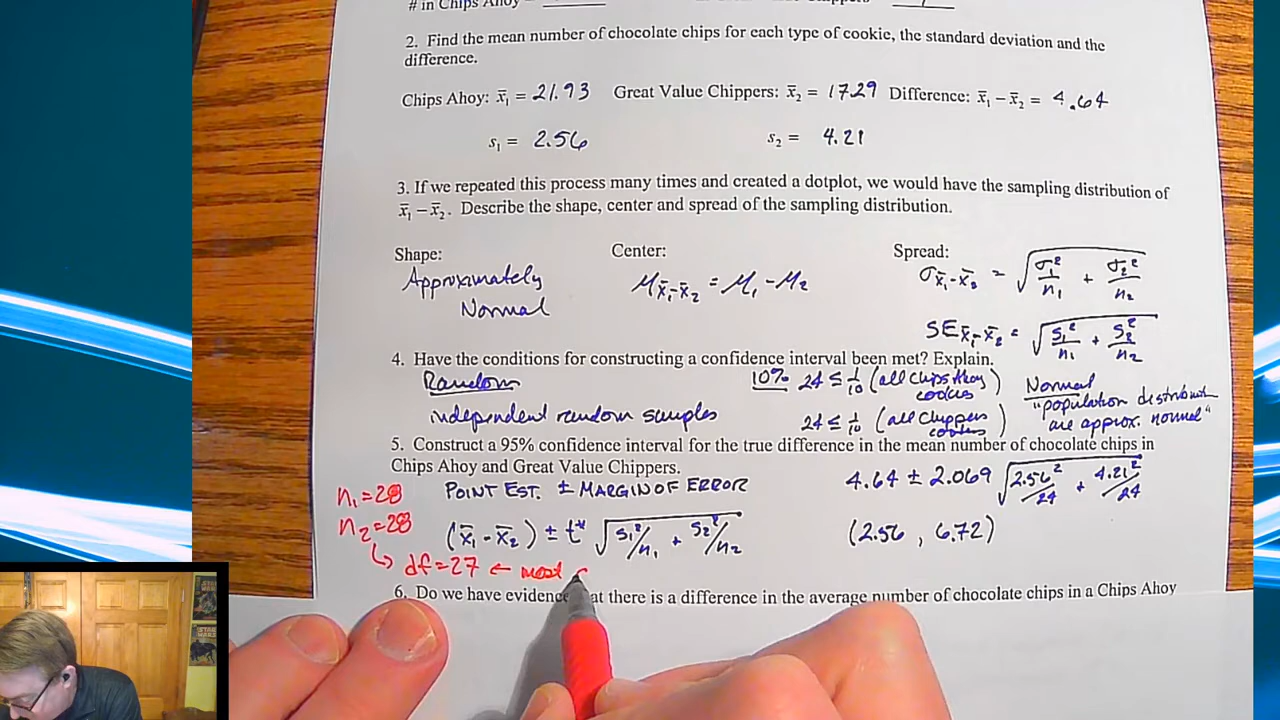 # in Chips Ahoy
2. Find the mean number of chocolate chips for each type of cookie, the standard deviation and the
difference.
Chips Ahoy: x̄₁ = 21.93 Great Value Chippers: x̄₂ = 17.29 Difference: x̄₁ − x̄₂ = 4.64
s₁ = 2.56 s₂ = 4.21
3. If we repeated this process many times and created a dotplot, we would have the sampling distribution of
x̄₁ − x̄₂. Describe the shape, center and spread of the sampling distribution.
Shape: Center: Spread:
Approximately Normal
μx̄₁-x̄₂ = μ₁ - μ₂
σx̄₁-x̄₂ = √(σ₁²/n₁ + σ₂²/n₂)
SEx̄₁-x̄₂ = √(s₁²/n₁ + s₂²/n₂)
4. Have the conditions for constructing a confidence interval been met? Explain.
Random
independent random samples
10% 24 ≤ 1/10 (all Chips Ahoy cookies)
24 ≤ 1/10 (all Chippers cookies)
Normal
"population distributions
are approx. normal"
5. Construct a 95% confidence interval for the true difference in the mean number of chocolate chips in
Chips Ahoy and Great Value Chippers.
POINT EST. ± MARGIN OF ERROR
(x̄₁ - x̄₂) ± t* √(s₁²/n₁ + s₂²/n₂)
4.64 ± 2.069 √(2.56²/24 + 4.21²/24)
(2.56, 6.72)
n₁=28
n₂=28
↳ df=27 ← most c
6. Do we have evidence that there is a difference in the average number of chocolate chips in a Chips Ahoy
STAR WARS
STAR WARS